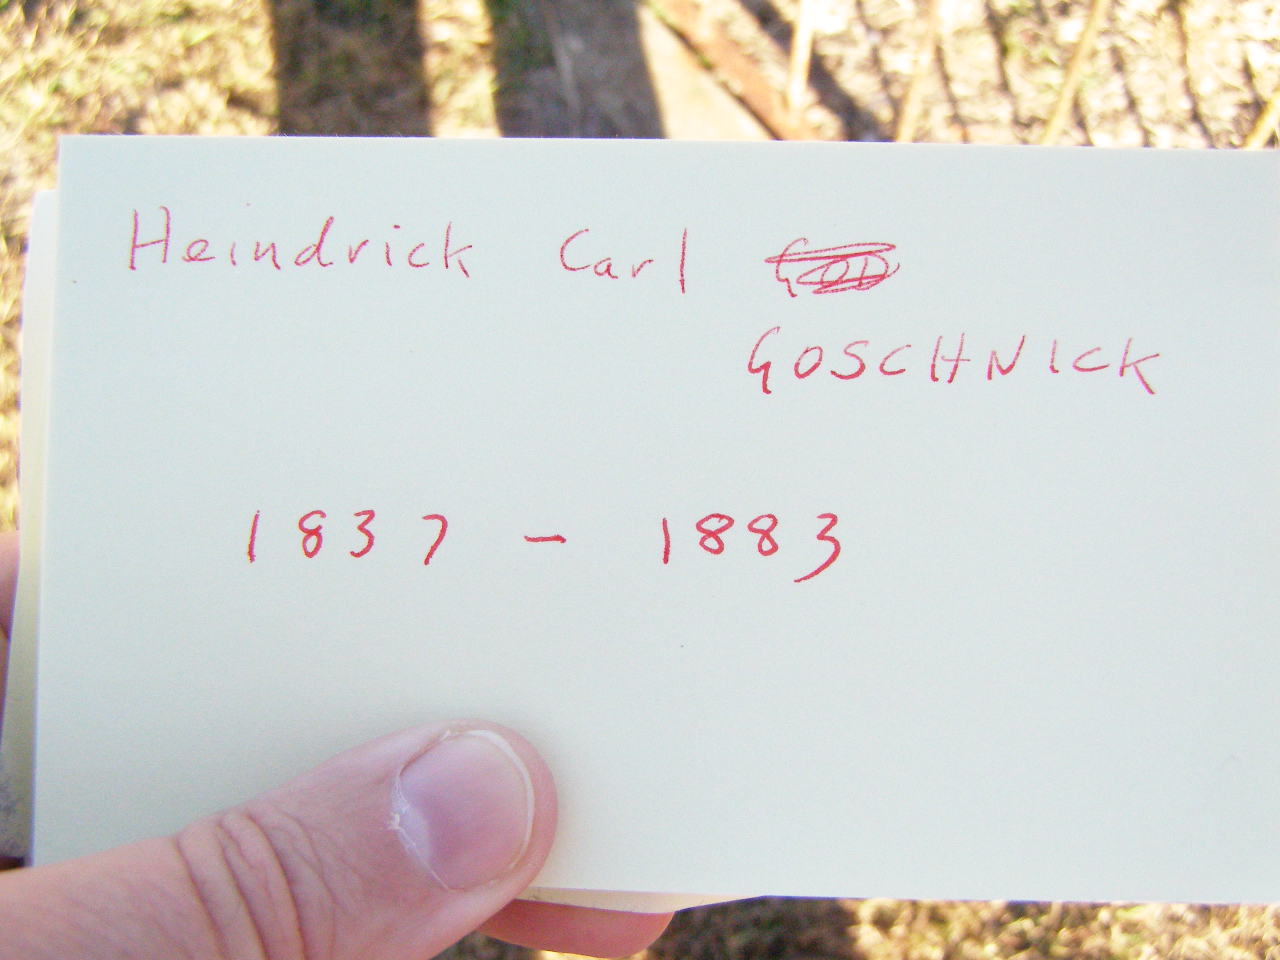 Heindrick Carl
GOSCHNICK
1837 - 1883